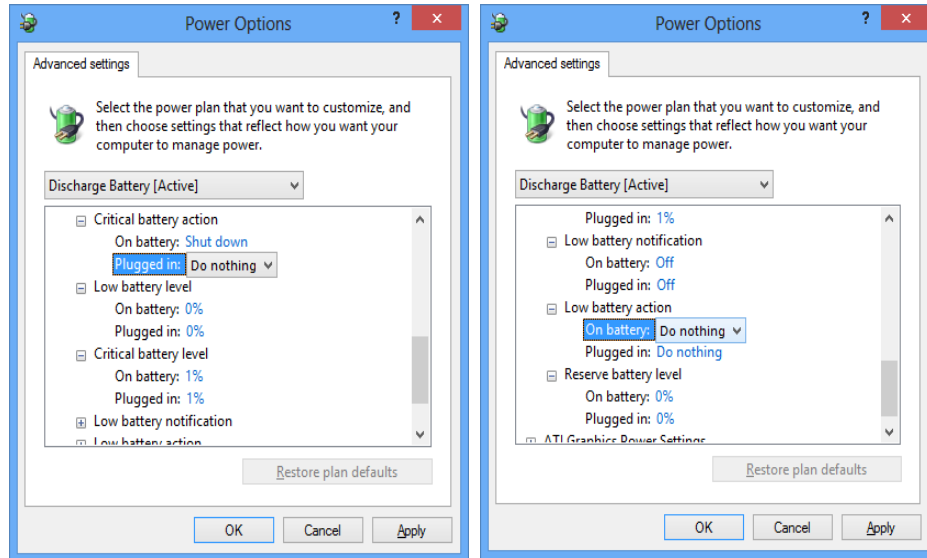 Power Options
? x
Advanced settings
Select the power plan that you want to customize, and
then choose settings that reflect how you want your
computer to manage power.
Discharge Battery [Active]
Critical battery action
On battery: Shut down
Plugged in: Do nothing
Low battery level
On battery: 0%
Plugged in: 0%
Critical battery level
On battery: 1%
Plugged in: 1%
Low battery notification
Low battery action
Restore plan defaults
OK Cancel Apply
Power Options
? x
Advanced settings
Select the power plan that you want to customize, and
then choose settings that reflect how you want your
computer to manage power.
Discharge Battery [Active]
Plugged in: 1%
Low battery notification
On battery: Off
Plugged in: Off
Low battery action
On battery: Do nothing
Plugged in: Do nothing
Reserve battery level
On battery: 0%
Plugged in: 0%
ATI Graphics Power Settings
Restore plan defaults
OK Cancel Apply